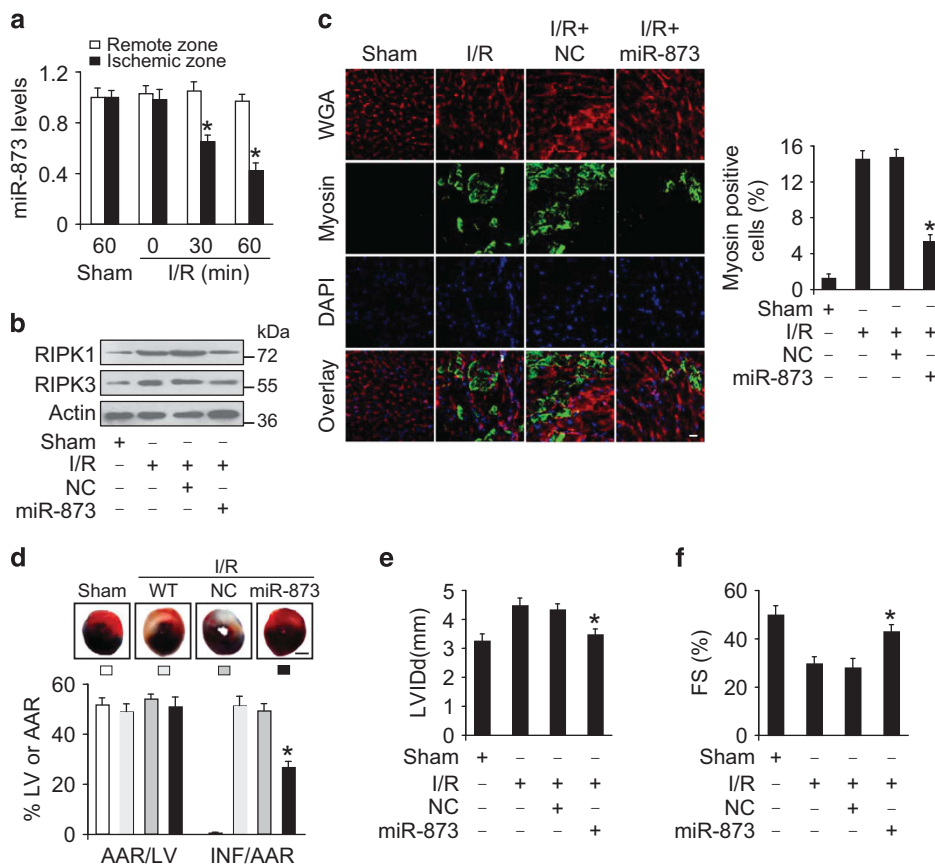 a
Remote zone
Ischemic zone
miR-873 levels
1.2
0.8
0.4
0
*
*
60 0 30 60
Sham I/R (min)
b
kDa
RIPK1 72
RIPK3 55
Actin 36
Sham + – – –
I/R – + + +
NC – – + –
miR-873 – – – +
c
Sham I/R I/R+ NC I/R+ miR-873
WGA
Myosin
DAPI
Overlay
Myosin positive cells (%)
16
12
8
4
0
*
Sham + – – –
I/R – + + +
NC – – + –
miR-873 – – – +
d
I/R
Sham WT NC miR-873
% LV or AAR
60
40
20
0
*
AAR/LV INF/AAR
e
LVIDd(mm)
6
5
4
3
2
1
0
*
Sham + – – –
I/R – + + +
NC – – + –
miR-873 – – – +
f
FS (%)
60
40
20
0
*
Sham + – – –
I/R – + + +
NC – – + –
miR-873 – – – +